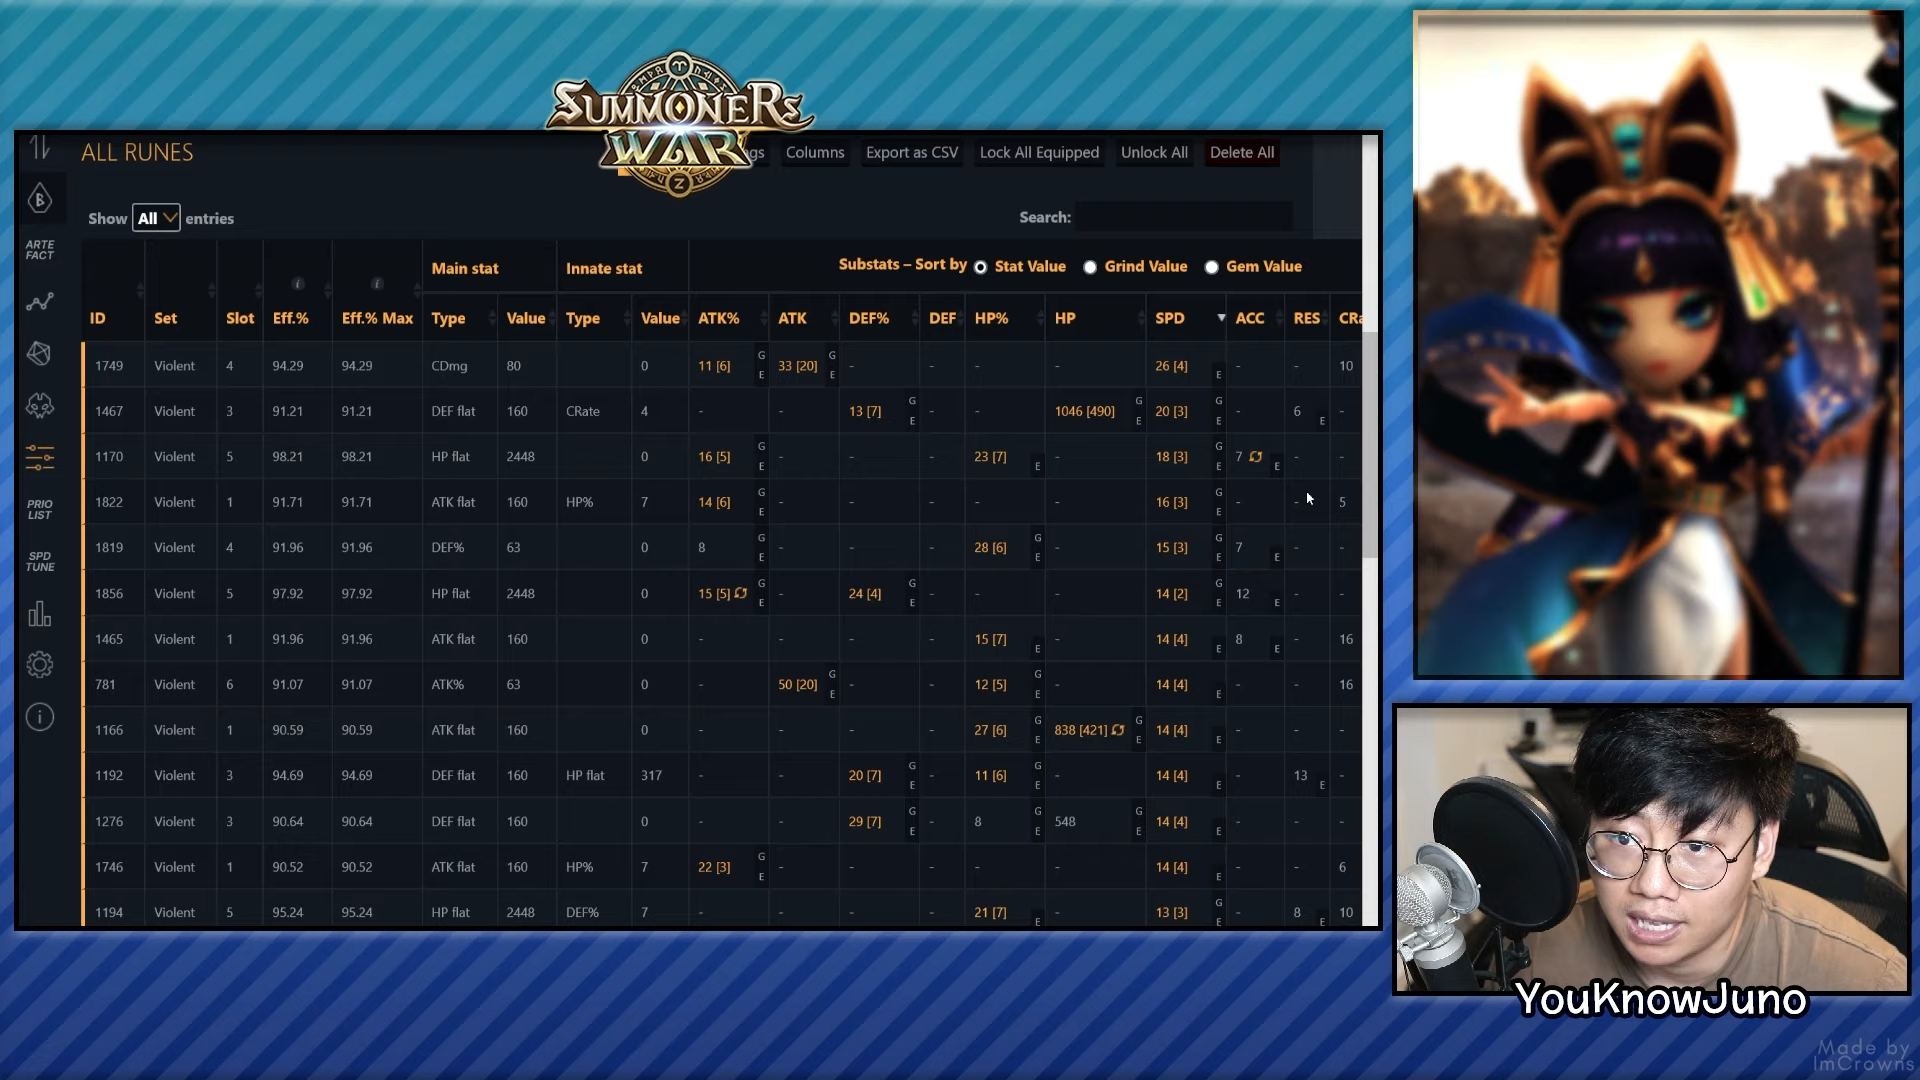 SUMMONERS
WAR
ALL RUNES
gs Columns Export as CSV Lock All Equipped Unlock All Delete All
Show All entries
Search:
ARTE
FACT
Main stat Innate stat Substats – Sort by Stat Value Grind Value Gem Value
ID Set Slot Eff.% Eff.% Max Type Value Type Value ATK% ATK DEF% DEF HP% HP SPD ACC RES CRa
1749 Violent 4 94.29 94.29 CDmg 80 0 11 [6] G E 33 [20] G E - - - - 26 [4] E - - 10
1467 Violent 3 91.21 91.21 DEF flat 160 CRate 4 - - 13 [7] G E - - 1046 [490] G E 20 [3] G E - 6 E -
1170 Violent 5 98.21 98.21 HP flat 2448 0 16 [5] G E - - - 23 [7] E - 18 [3] G E 7 E - -
1822 Violent 1 91.71 91.71 ATK flat 160 HP% 7 14 [6] G E - - - - - 16 [3] G E - - 5
1819 Violent 4 91.96 91.96 DEF% 63 0 8 G E - - - 28 [6] G E - 15 [3] G E 7 E - -
1856 Violent 5 97.92 97.92 HP flat 2448 0 15 [5] G E - 24 [4] G E - - - 14 [2] G E 12 E - -
1465 Violent 1 91.96 91.96 ATK flat 160 0 - - - - 15 [7] E - 14 [4] E 8 E - 16
781 Violent 6 91.07 91.07 ATK% 63 0 - 50 [20] G E - - 12 [5] G E - 14 [4] E - - 16
1166 Violent 1 90.59 90.59 ATK flat 160 0 - - - - 27 [6] G E 838 [421] G E 14 [4] E - - -
1192 Violent 3 94.69 94.69 DEF flat 160 HP flat 317 - - 20 [7] G E - 11 [6] G E - 14 [4] E - 13 E -
1276 Violent 3 90.64 90.64 DEF flat 160 0 - - 29 [7] G E - 8 G E 548 G E 14 [4] E - - -
1746 Violent 1 90.52 90.52 ATK flat 160 HP% 7 22 [3] G E - - - - - 14 [4] E - - 6
1194 Violent 5 95.24 95.24 HP flat 2448 DEF% 7 - - - - 21 [7] E - 13 [3] G E - 8 E 10
PRIO
LIST
SPD
TUNE
YouKnowJuno
Made by
ImCrowns